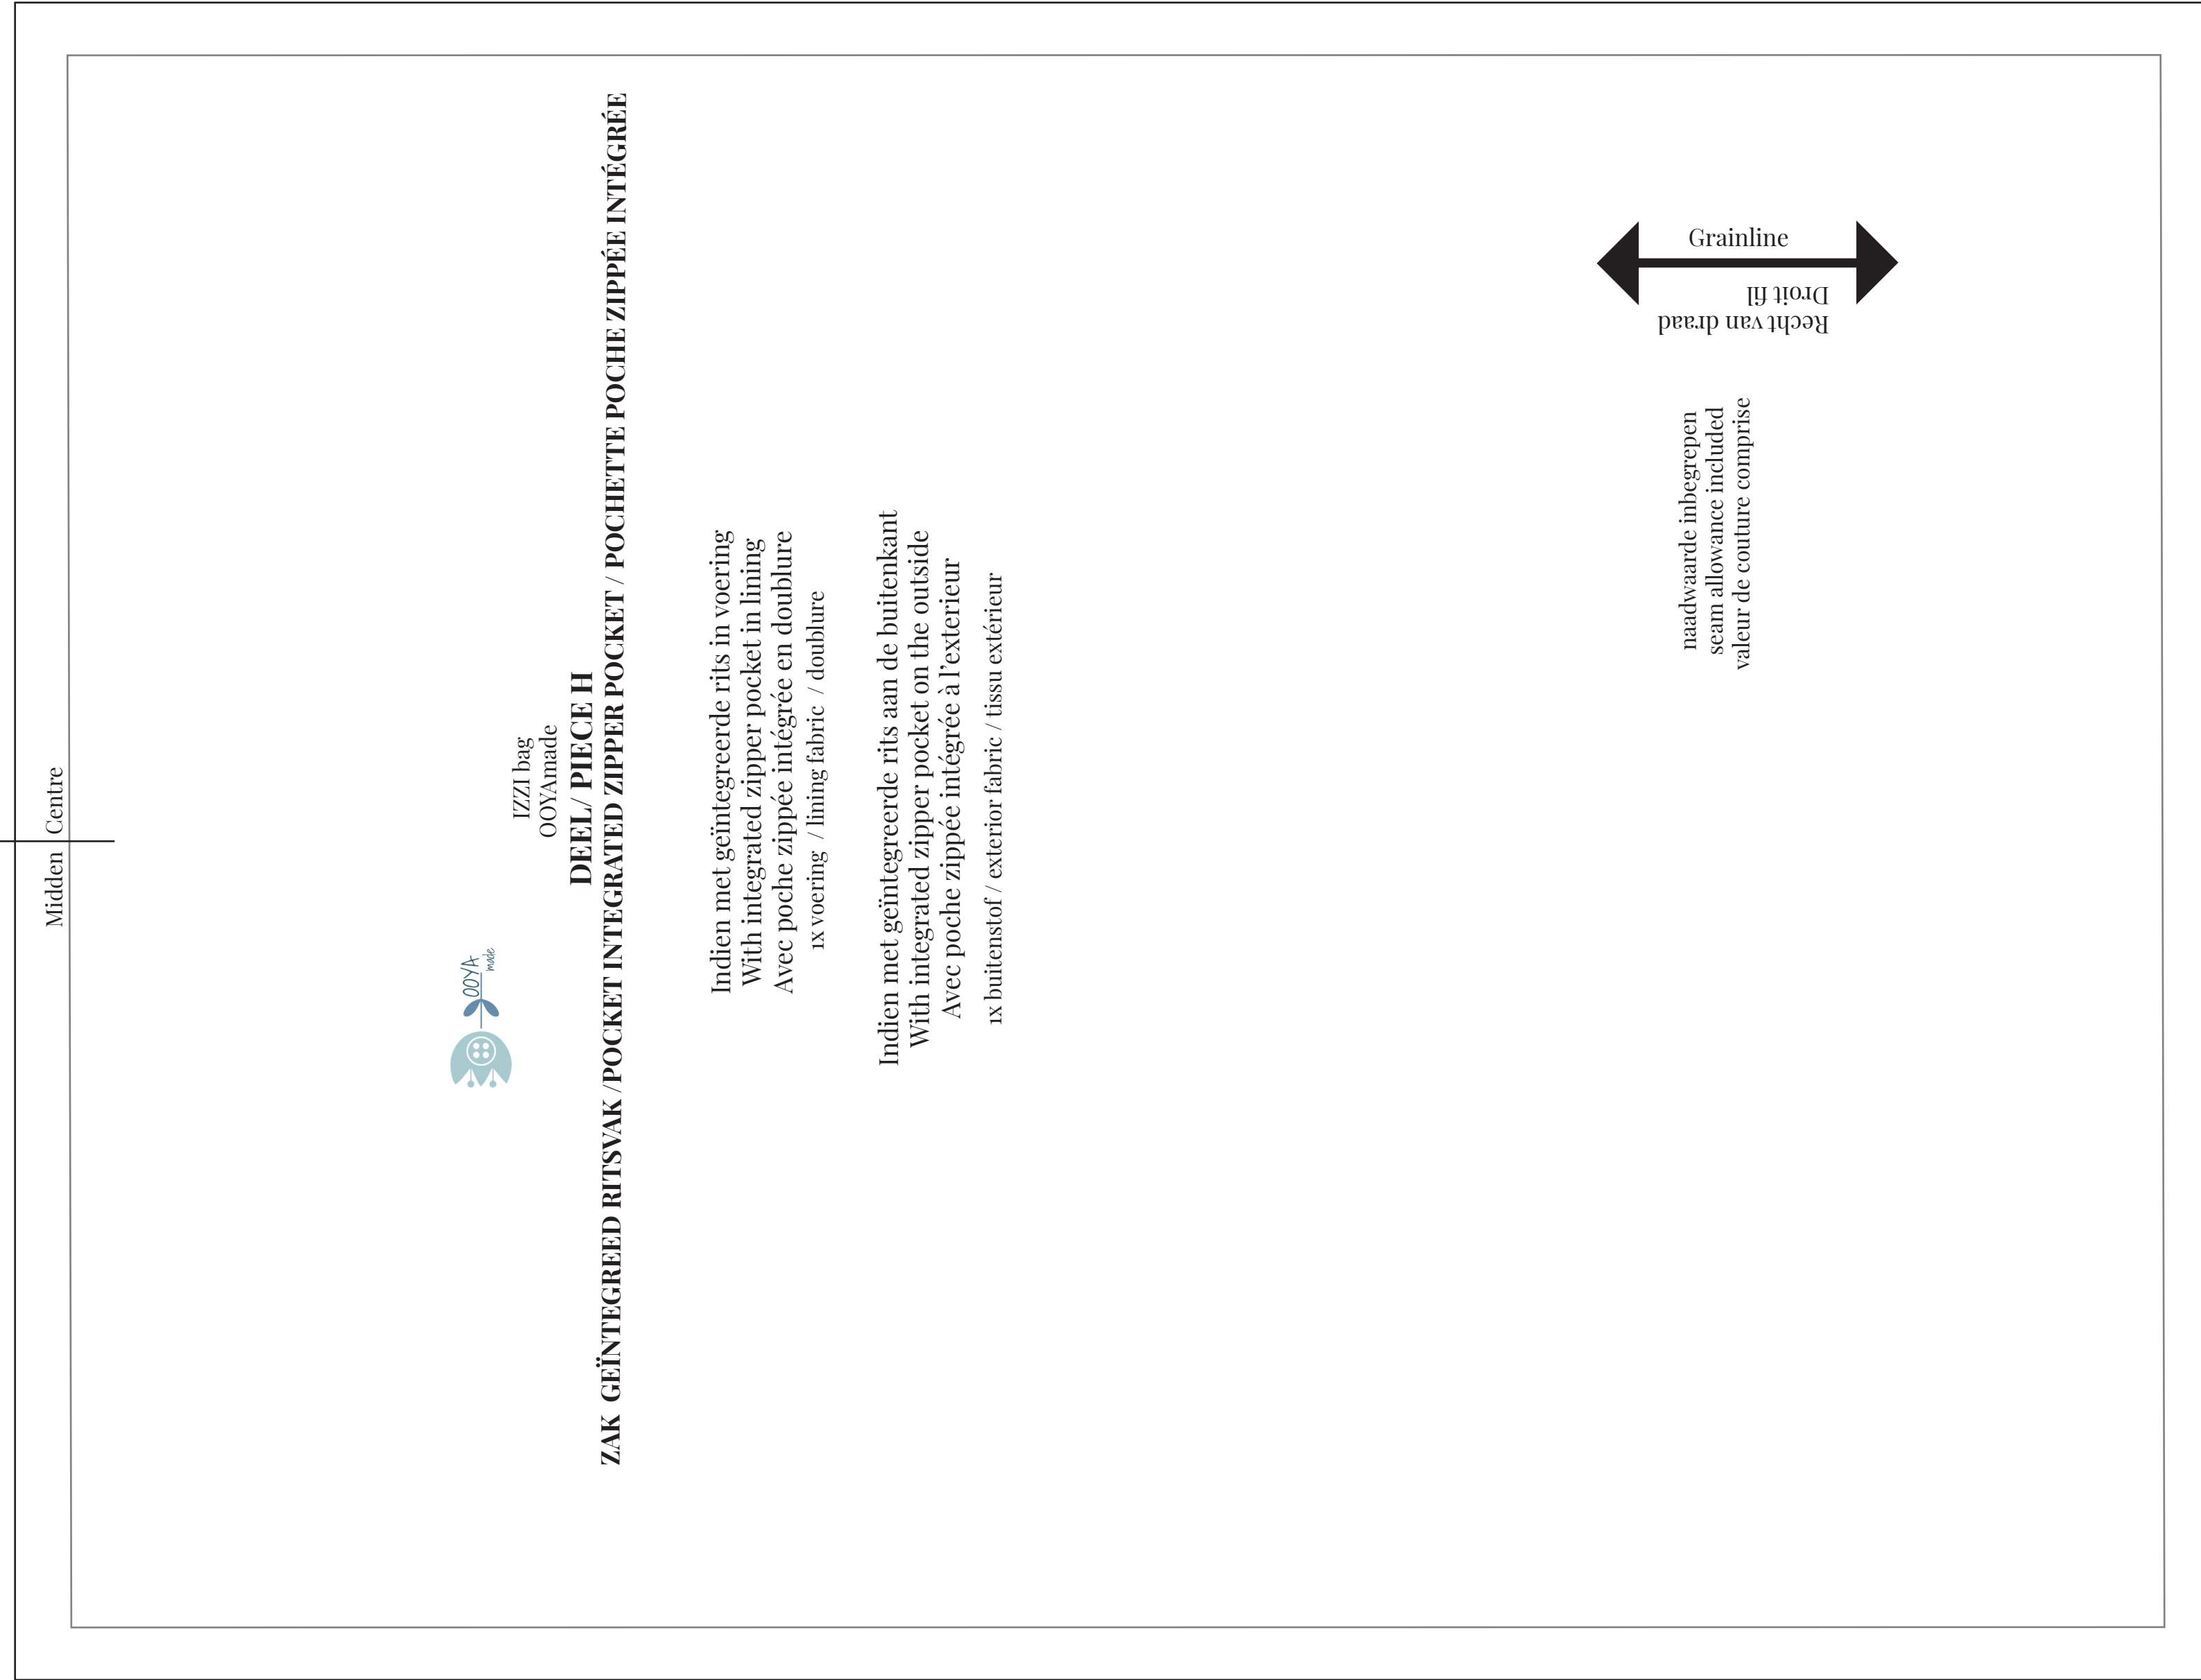 Midden  Centre
OOYA
made
IZZI bag
OOYAmade
DEEL/ PIECE H
ZAK  GEÏNTEGREED RITSVAK /POCKET INTEGRATED ZIPPER POCKET / POCHETTE POCHE ZIPPÉE INTÉGRÉE
Indien met geïntegreerde rits in voering
With integrated zipper pocket in lining
Avec poche zippée intégrée en doublure
1x voering  / lining fabric  / doublure
Indien met geïntegreerde rits aan de buitenkant
With integrated zipper pocket on the outside
Avec poche zippée intégrée à l'exterieur
1x buitenstof / exterior fabric / tissu extérieur
Grainline
Recht van draad
Droit fil
naadwaarde inbegrepen
seam allowance included
valeur de couture comprise